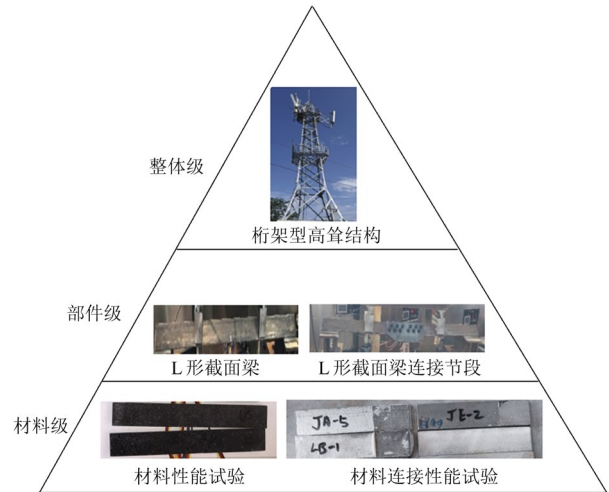 整体级
桁架型高耸结构
部件级
L形截面梁
L形截面梁连接节段
材料级
JA-5
JE-2
LB-1
材料性能试验
材料连接性能试验